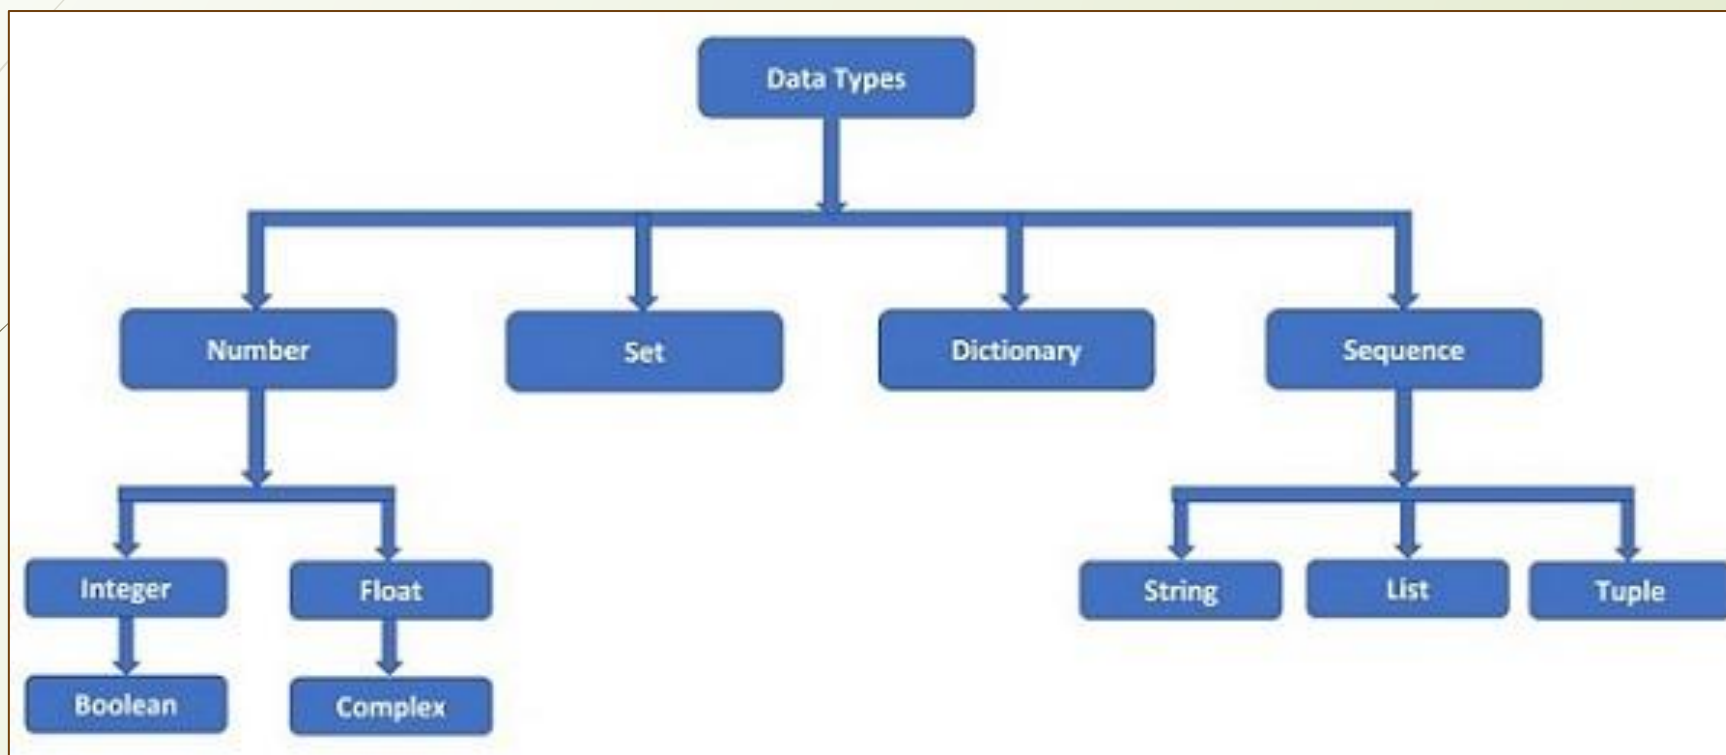 Data Types
Number
Set
Dictionary
Sequence
Integer
Float
String
List
Tuple
Boolean
Complex